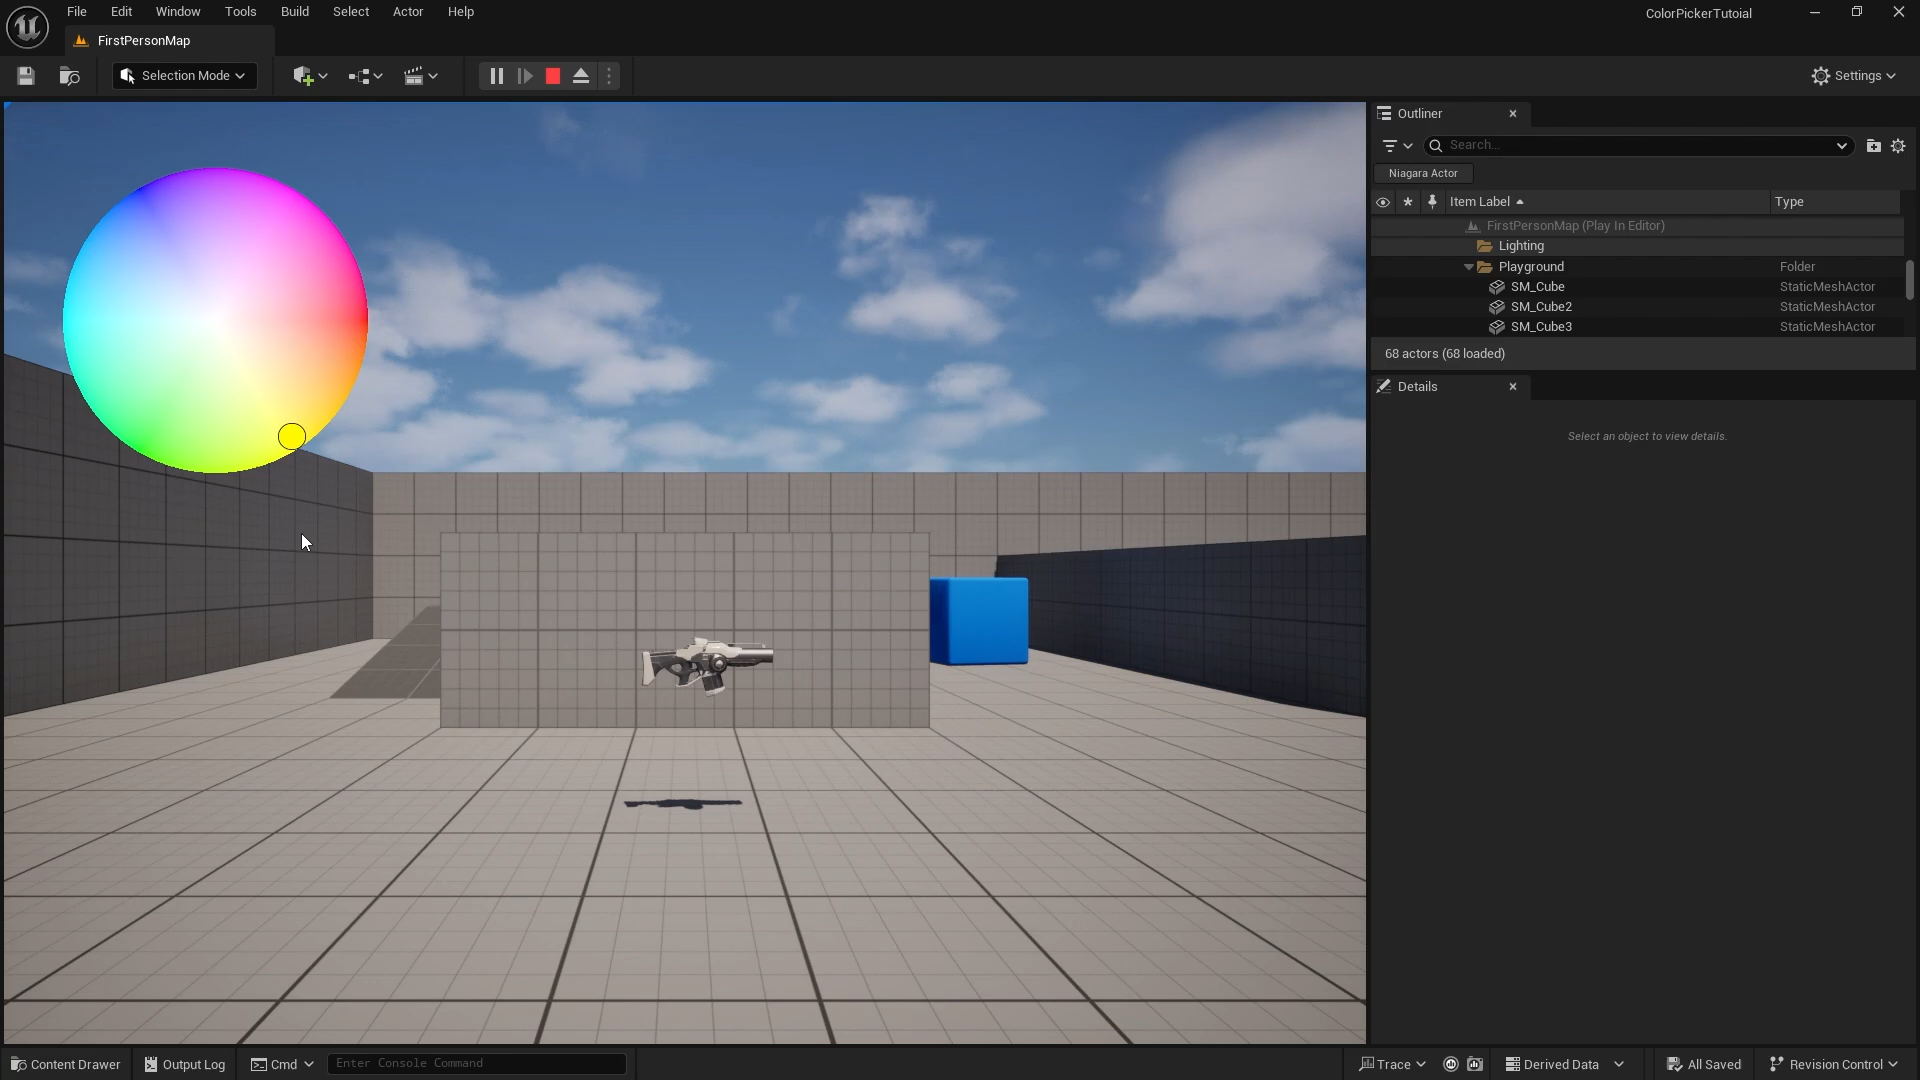 File Edit Window Tools Build Select Actor Help
ColorPickerTutoial
FirstPersonMap
Selection Mode
Settings
Outliner
Search...
Niagara Actor
Item Label Type
FirstPersonMap (Play In Editor)
Lighting
Playground Folder
SM_Cube StaticMeshActor
SM_Cube2 StaticMeshActor
SM_Cube3 StaticMeshActor
68 actors (68 loaded)
Details
Select an object to view details.
Content Drawer Output Log Cmd Enter Console Command Trace Derived Data All Saved Revision Control